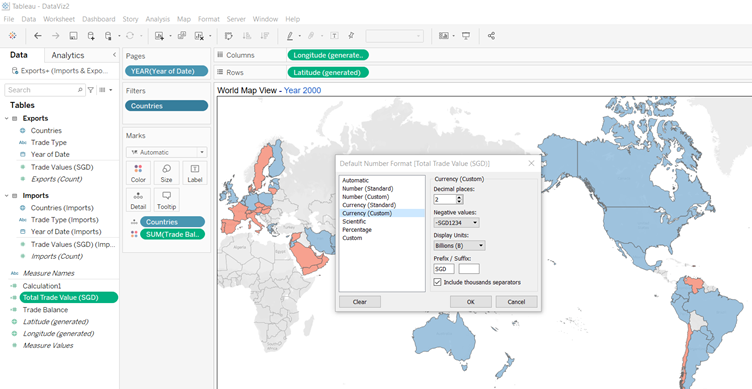 Tableau - DataViz2
File Data Worksheet Dashboard Story Analysis Map Format Server Window Help
Data Analytics
Exports+ (Imports & Expo...
Search
Tables
Exports
Countries
Abc Trade Type
Year of Date
Trade Values (SGD)
Exports (Count)
Imports
Countries (Imports)
Abc Trade Type (Imports)
Year of Date (Imports)
Trade Values (SGD) (Imp...
Imports (Count)
Abc Measure Names
Calculation1
Total Trade Value (SGD)
Trade Balance
Latitude (generated)
Longitude (generated)
Measure Values
Pages
YEAR(Year of Date)
Filters
Countries
Marks
Automatic
Color Size Label
Detail Tooltip
Countries
SUM(Trade Bal..
Columns Longitude (generate..
Rows Latitude (generated)
World Map View - Year 2000
Default Number Format [Total Trade Value (SGD)]
Automatic
Number (Standard)
Number (Custom)
Currency (Standard)
Currency (Custom)
Scientific
Percentage
Custom
Currency (Custom)
Decimal places:
2
Negative values:
-SGD1234
Display Units:
Billions (B)
Prefix / Suffix:
SGD
Include thousands separators
Clear OK Cancel